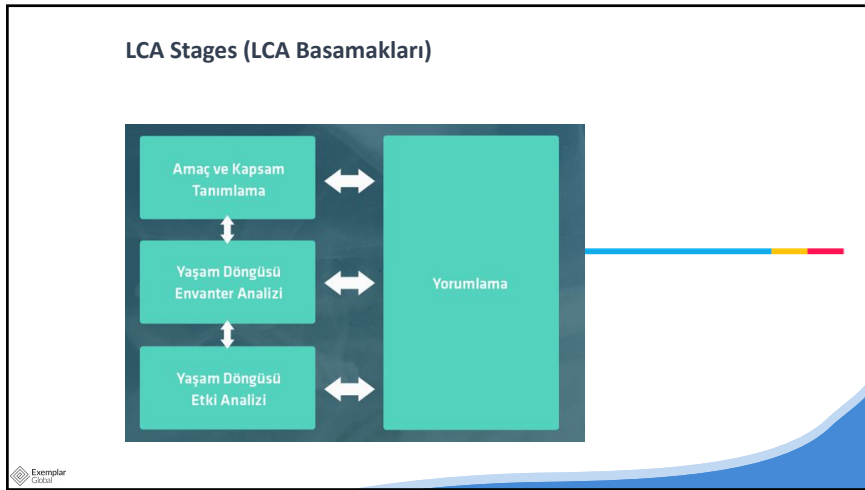 LCA Stages (LCA Basamakları)
Amaç ve Kapsam
Tanımlama
Yaşam Döngüsü
Envanter Analizi
Yaşam Döngüsü
Etki Analizi
Yorumlama
Exemplar
Global